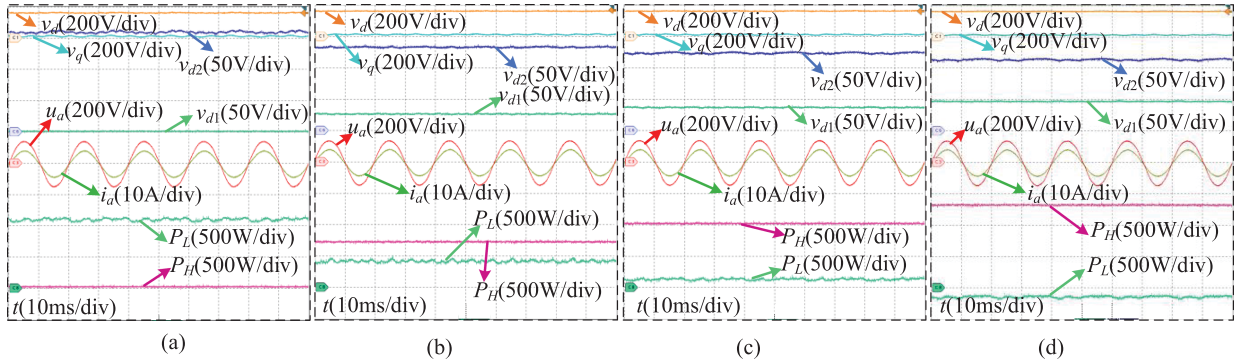 v_d(200V/div)
v_q(200V/div)
v_d2(50V/div)
u_a(200V/div)
v_d1(50V/div)
i_a(10A/div)
P_L(500W/div)
P_H(500W/div)
t(10ms/div)
(a)
v_d(200V/div)
v_q(200V/div)
v_d2(50V/div)
v_d1(50V/div)
u_a(200V/div)
i_a(10A/div)
P_L(500W/div)
P_H(500W/div)
t(10ms/div)
(b)
v_d(200V/div)
v_q(200V/div)
v_d2(50V/div)
v_d1(50V/div)
u_a(200V/div)
i_a(10A/div)
P_H(500W/div)
P_L(500W/div)
t(10ms/div)
(c)
v_d(200V/div)
v_q(200V/div)
v_d2(50V/div)
v_d1(50V/div)
u_a(200V/div)
i_a(10A/div)
P_H(500W/div)
P_L(500W/div)
t(10ms/div)
(d)